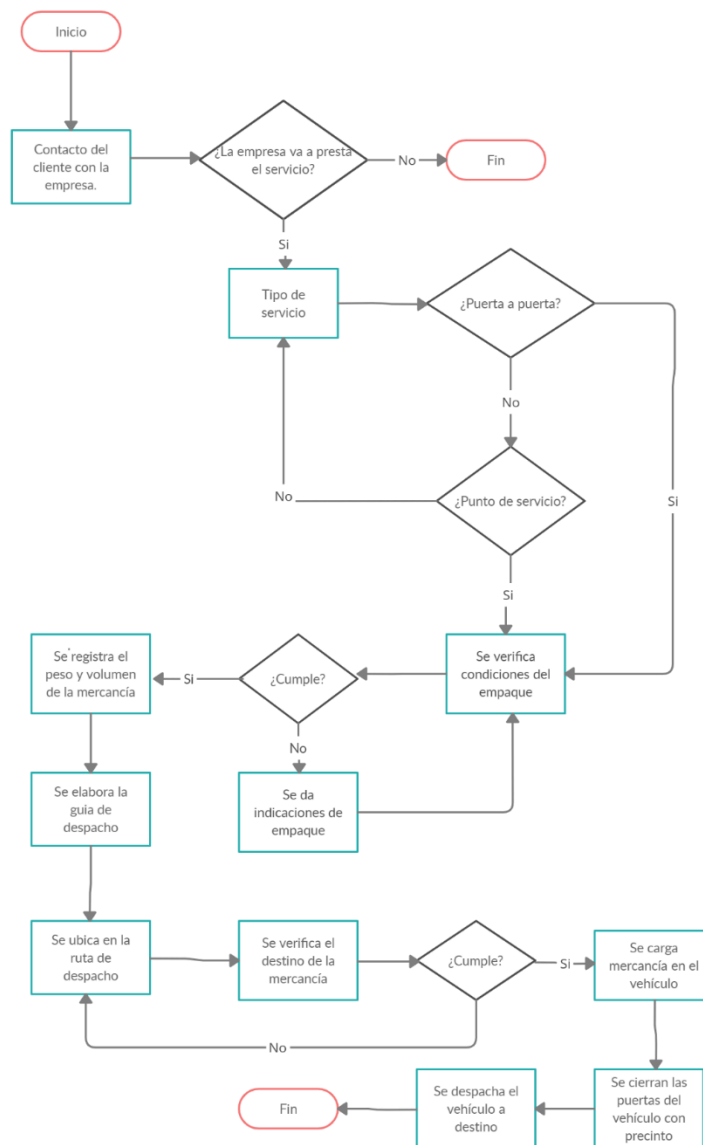 Inicio
Contacto del
cliente con la
empresa.
¿La empresa va a presta
el servicio?
No
Fin
Si
Tipo de
servicio
¿Puerta a puerta?
No
No
¿Punto de servicio?
Si
Si
Se registra el
peso y volumen
de la mercancía
Si
¿Cumple?
Se verifica
condiciones del
empaque
No
Se elabora la
guia de
despacho
Se da
indicaciones de
empaque
Se ubica en la
ruta de
despacho
Se verifica el
destino de la
mercancía
¿Cumple?
Si
Se carga
mercancía en el
vehículo
No
Fin
Se despacha el
vehículo a
destino
Se cierran las
puertas del
vehículo con
precinto